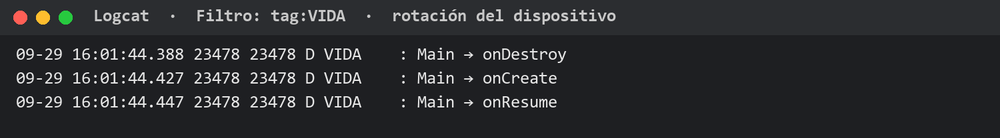 Logcat  ·  Filtro: tag:VIDA  ·  rotación del dispositivo
09-29 16:01:44.388 23478 23478 D VIDA    : Main → onDestroy
09-29 16:01:44.427 23478 23478 D VIDA    : Main → onCreate
09-29 16:01:44.447 23478 23478 D VIDA    : Main → onResume